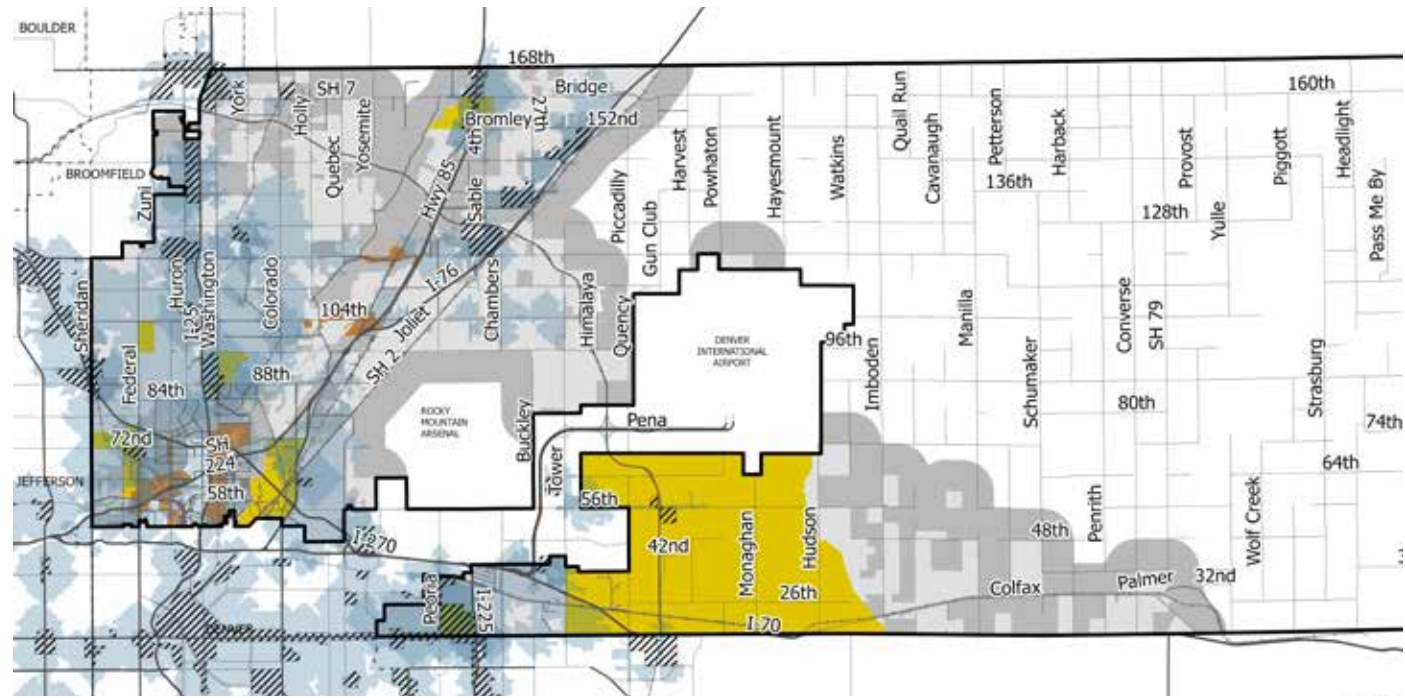 BOULDER
168th
York
SH 7
Holly
Quebec
Yosemite
4th
Bromley
27th
Bridge
152nd
160th
Quail Run
Cavanaugh
Petterson
Harback
Provost
Piggott
Headlight
Harvest
Powhaton
Hayesmount
Watkins
136th
128th
Yulle
Pass Me By
BROOMFIELD
Zuni
Hwy 85
Sable
Piccadilly
Gun Club
Sheridan
Huron
I-25
Washington
Colorado
104th
I-76
Joliet
SH 2
Chambers
Himalaya
Quency
DENVER
INTERNATIONAL
AIRPORT
96th
Imboden
Manilla
Schumaker
Converse
SH 79
Strasburg
Federal
84th
88th
80th
74th
ROCKY
MOUNTAIN
ARSENAL
Buckley
Pena
72nd
SH
224
Tower
64th
JEFFERSON
58th
56th
I-270
42nd
Monaghan
Hudson
48th
Penrith
Wolf Creek
Peoria
I-225
26th
Colfax
Palmer
32nd
I-70